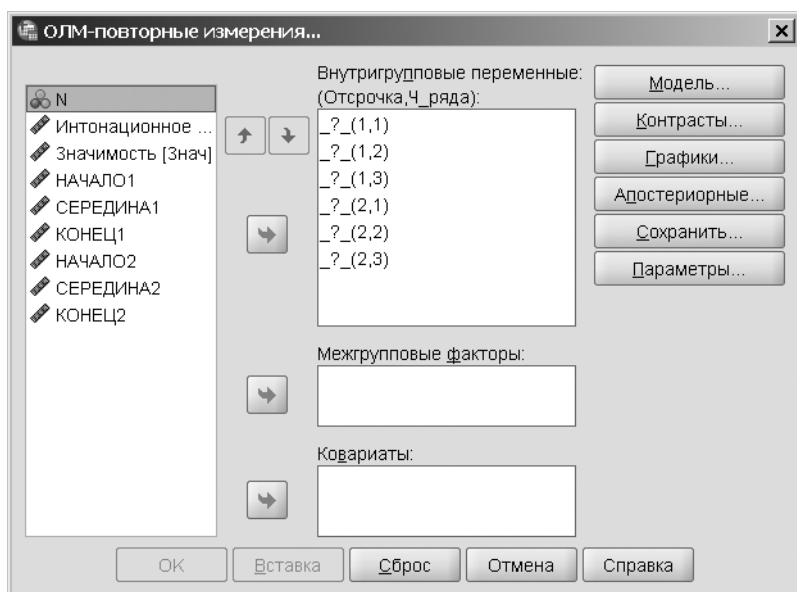 ОЛМ-повторные измерения...
N
Интонационное ...
Значимость [Знач]
НАЧАЛО1
СЕРЕДИНА1
КОНЕЦ1
НАЧАЛО2
СЕРЕДИНА2
КОНЕЦ2
Внутригрупповые переменные:
(Отсрочка,Ч_ряда):
_?_(1,1)
_?_(1,2)
_?_(1,3)
_?_(2,1)
_?_(2,2)
_?_(2,3)
Межгрупповые факторы:
Ковариаты:
Модель...
Контрасты...
Графики...
Апостериорные...
Сохранить...
Параметры...
OK
Вставка
Сброс
Отмена
Справка